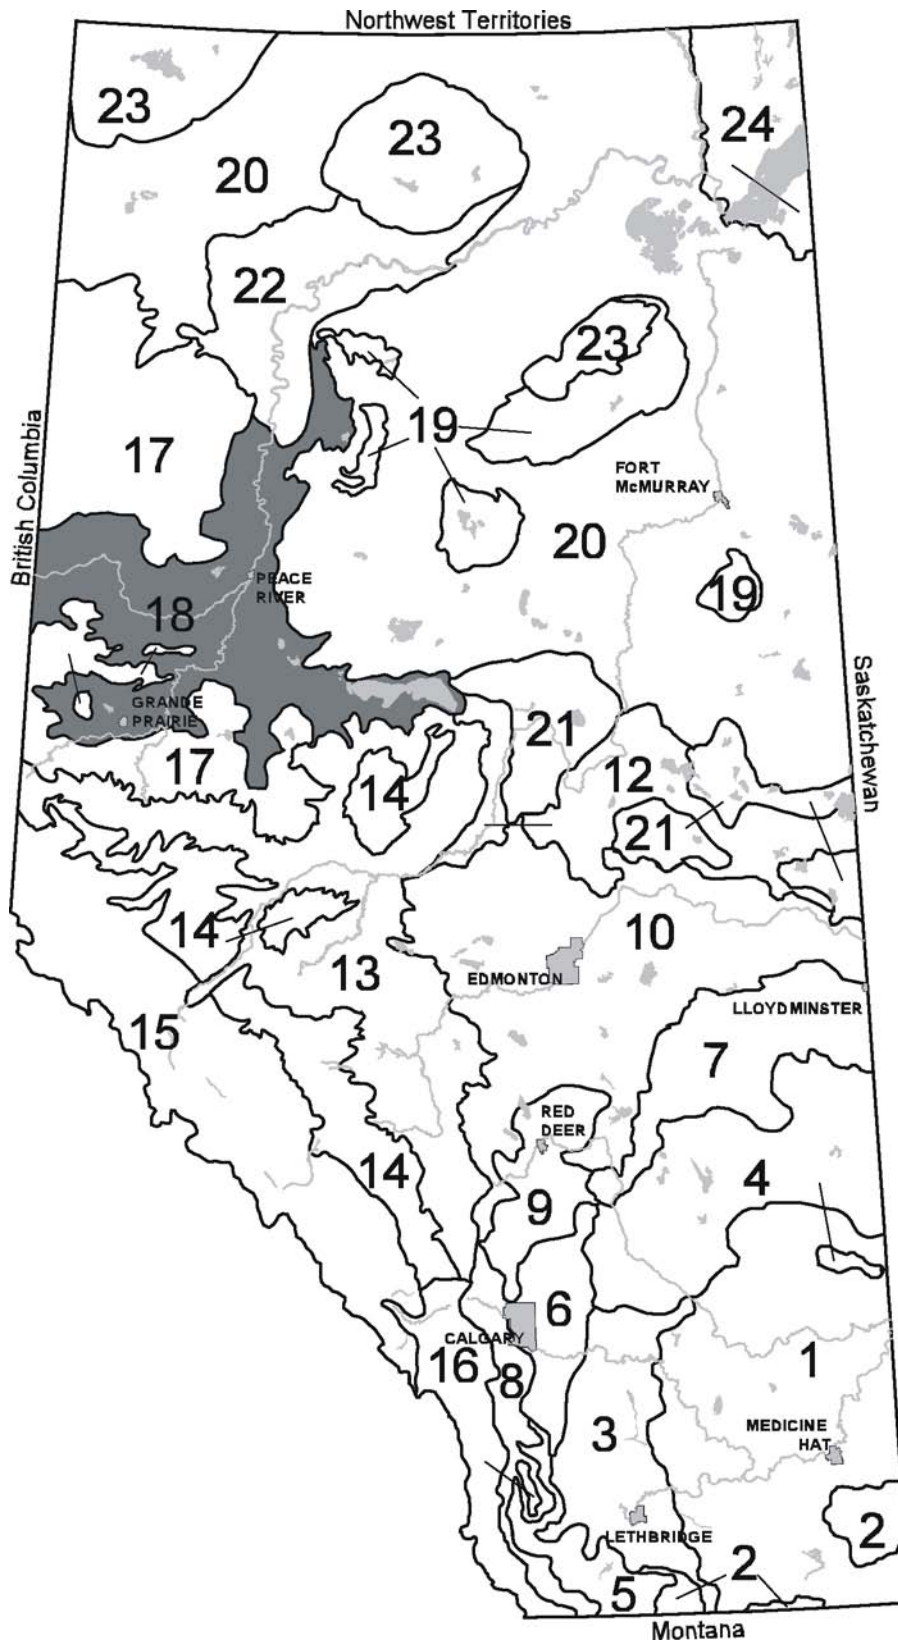 Northwest Territories
23
23
24
20
22
23
British Columbia
19
17
FORT
McMURRAY
20
PEACE
RIVER
19
18
Saskatchewan
GRANDE
PRAIRIE
21
17
12
14
21
14
10
13
EDMONTON
LLOYDMINSTER
15
7
RED
DEER
14
4
9
6
CALGARY
16
8
1
3
MEDICINE
HAT
LETHBRIDGE
2
2
5
Montana